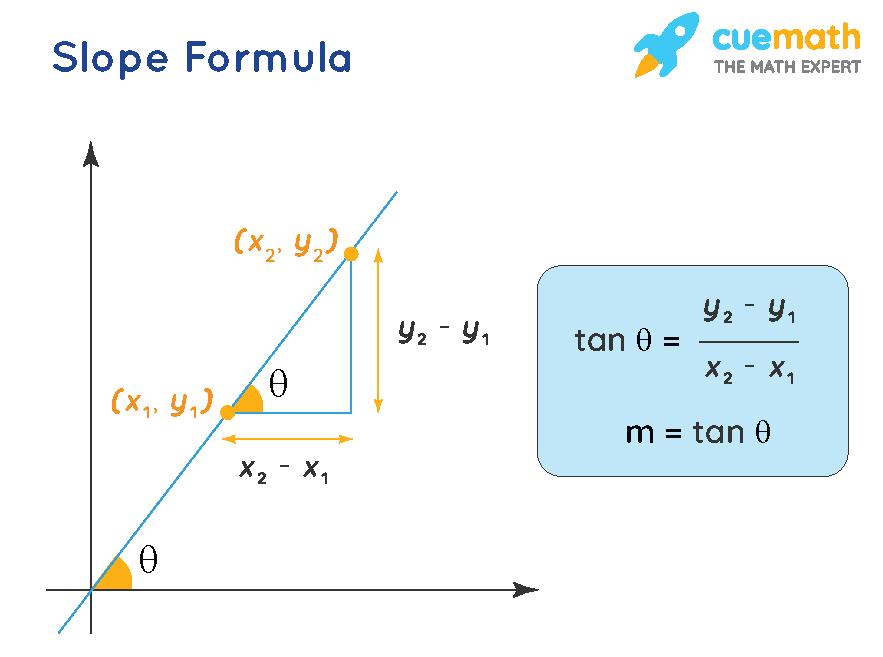 Slope Formula
cuemath
THE MATH EXPERT
(x₂, y₂)
y₂ - y₁
θ
(x₁, y₁)
x₂ - x₁
θ
tan θ = 
y₂ - y₁
x₂ - x₁
m = tan θ